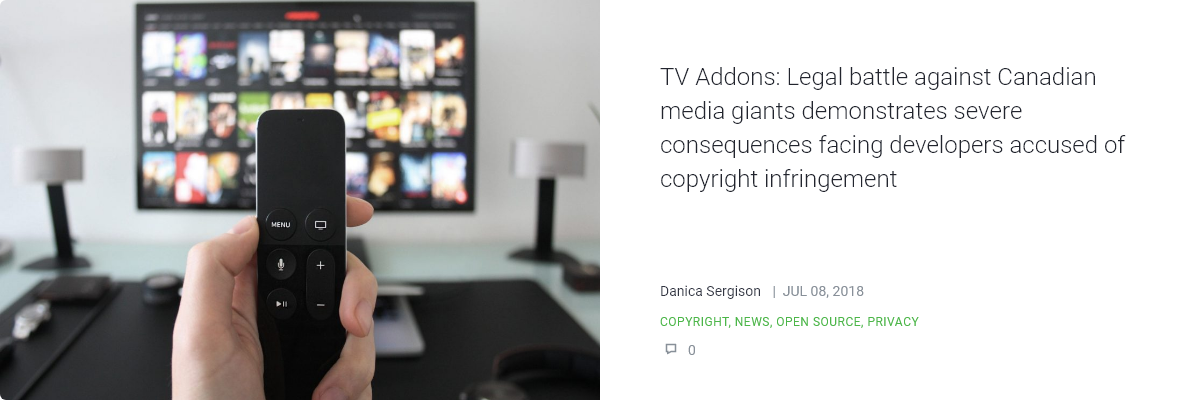 MENU
TV Addons: Legal battle against Canadian
media giants demonstrates severe
consequences facing developers accused of
copyright infringement
Danica Sergison | JUL 08, 2018
COPYRIGHT, NEWS, OPEN SOURCE, PRIVACY
0